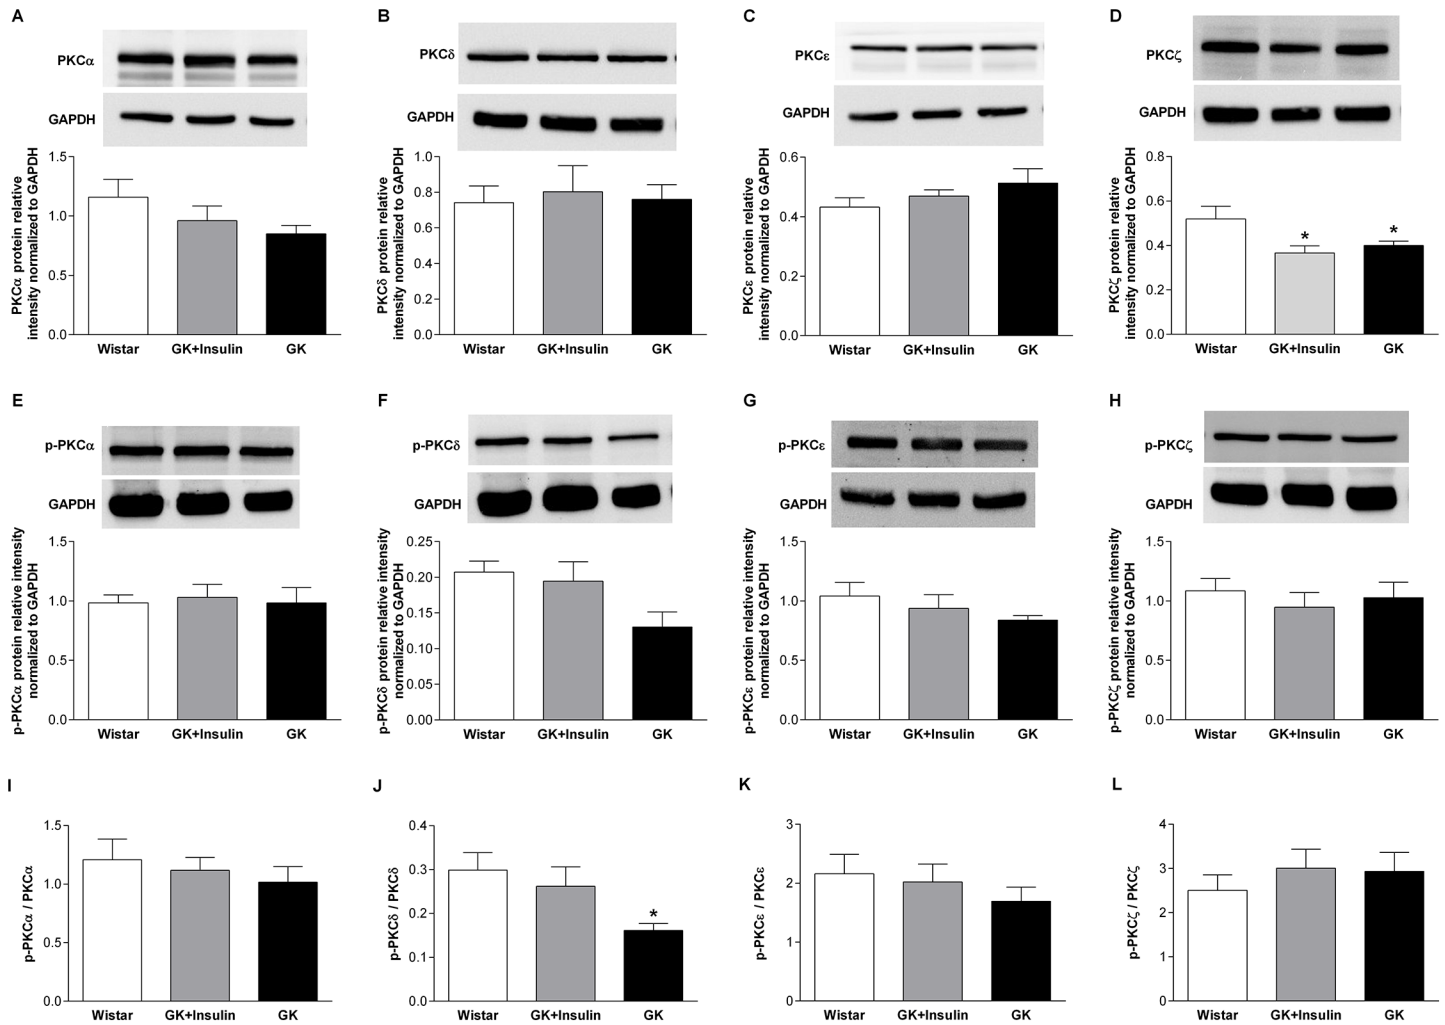 A
B
C
D
PKCα
PKCδ
PKCε
PKCζ
GAPDH
GAPDH
GAPDH
GAPDH
PKCα protein relative
intensity normalized to GAPDH
1.5
1.0
0.5
0.0
Wistar
GK+Insulin
GK
PKCδ protein relative
intensity normalized to GAPDH
1.0
0.8
0.6
0.4
0.2
0.0
Wistar
GK+Insulin
GK
PKCε protein relative
intensity normalized to GAPDH
0.6
0.4
0.2
0.0
Wistar
GK+Insulin
GK
PKCζ protein relative
intensity normalized to GAPDH
0.8
0.6
0.4
0.2
0.0
*
*
Wistar
GK+Insulin
GK
E
F
G
H
p-PKCα
p-PKCδ
p-PKCε
p-PKCζ
GAPDH
GAPDH
GAPDH
GAPDH
p-PKCα protein relative intensity
normalized to GAPDH
1.5
1.0
0.5
0.0
Wistar
GK+Insulin
GK
p-PKCδ protein relative intensity
normalized to GAPDH
0.25
0.20
0.15
0.10
0.05
0.00
Wistar
GK+Insulin
GK
p-PKCε protein relative intensity
normalized to GAPDH
1.5
1.0
0.5
0.0
Wistar
GK+Insulin
GK
p-PKCζ protein relative intensity
normalized to GAPDH
1.5
1.0
0.5
0.0
Wistar
GK+Insulin
GK
I
J
K
L
p-PKCα / PKCα
1.5
1.0
0.5
0.0
Wistar
GK+Insulin
GK
p-PKCδ / PKCδ
0.4
0.3
0.2
0.1
0.0
*
Wistar
GK+Insulin
GK
p-PKCε / PKCε
3
2
1
0
Wistar
GK+Insulin
GK
p-PKCζ / PKCζ
4
3
2
1
0
Wistar
GK+Insulin
GK